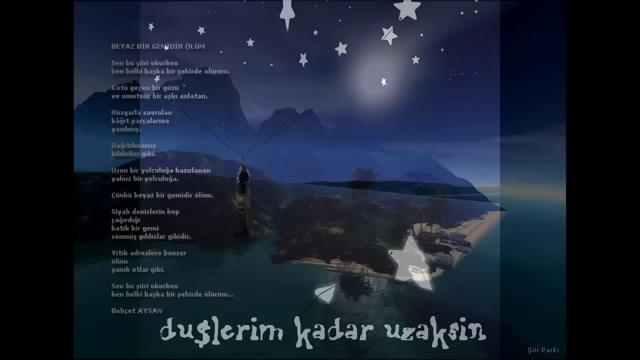 BEYAZ BİR GEMİDİR ÖLÜM
Sen bu şiiri okurken
ben belki başka bir şehirde olurum.
Kötü geçen bir güzü
ve umutsuz bir aşkı anlatan.
Rüzgarla savrulan
kâğıt parçalarına
yazılmış.
Dağıtılmamış
bildiriler gibi.
Uzun bir yolculuğa hazırlanan
yalnız bir yolculuğa.
Çünkü beyaz bir gemidir ölüm.
Siyah denizlerin hep
çağırdığı
batık bir gemi
sönmüş yıldızlar gibidir.
Yitik adreslere benzer
ölüm
yanık otlar gibi.
Sen bu şiiri okurken
ben belki başka bir şehirde ölürüm...
Behçet AYSAN
duşlerim kadar uzaksin
Şiir Parkı